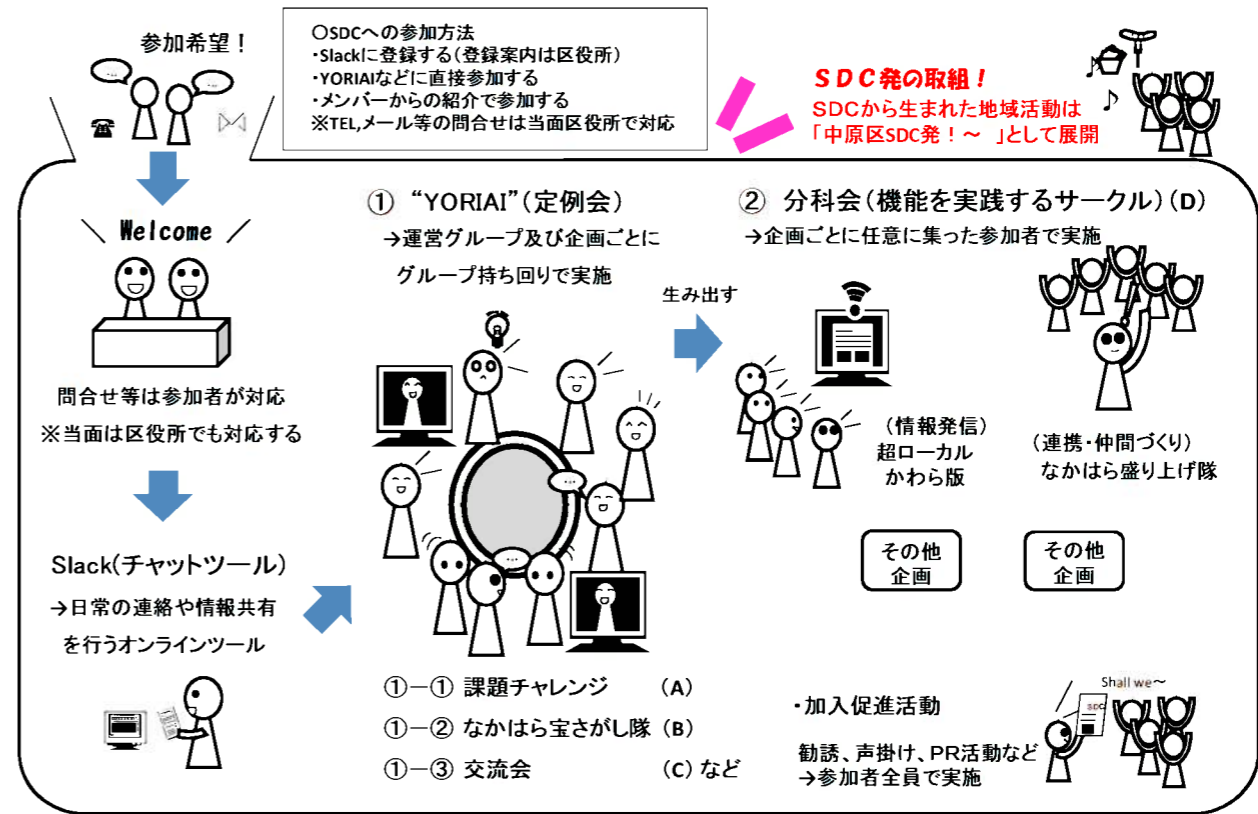 参加希望！
○SDCへの参加方法
・Slackに登録する（登録案内は区役所）
・YORIAIなどに直接参加する
・メンバーからの紹介で参加する
※TEL,メール等の問合せは当面区役所で対応
ＳＤＣ発の取組！
ＳＤＣから生まれた地域活動は
「中原区SDC発！～　」として展開
Welcome
問合せ等は参加者が対応
※当面は区役所でも対応する
Slack(チャットツール)
→日常の連絡や情報共有
を行うオンラインツール
① “YORIAI”（定例会）
→運営グループ及び企画ごとに
グループ持ち回りで実施
①－① 課題チャレンジ （A）
①－② なかはら宝さがし隊 （B）
①－③ 交流会 （C）など
生み出す
② 分科会（機能を実践するサークル）（D）
→企画ごとに任意に集った参加者で実施
（情報発信）
超ローカル
かわら版
（連携・仲間づくり）
なかはら盛り上げ隊
その他
企画
その他
企画
・加入促進活動
勧誘、声掛け、PR活動など
→参加者全員で実施
Shall we～
SDC